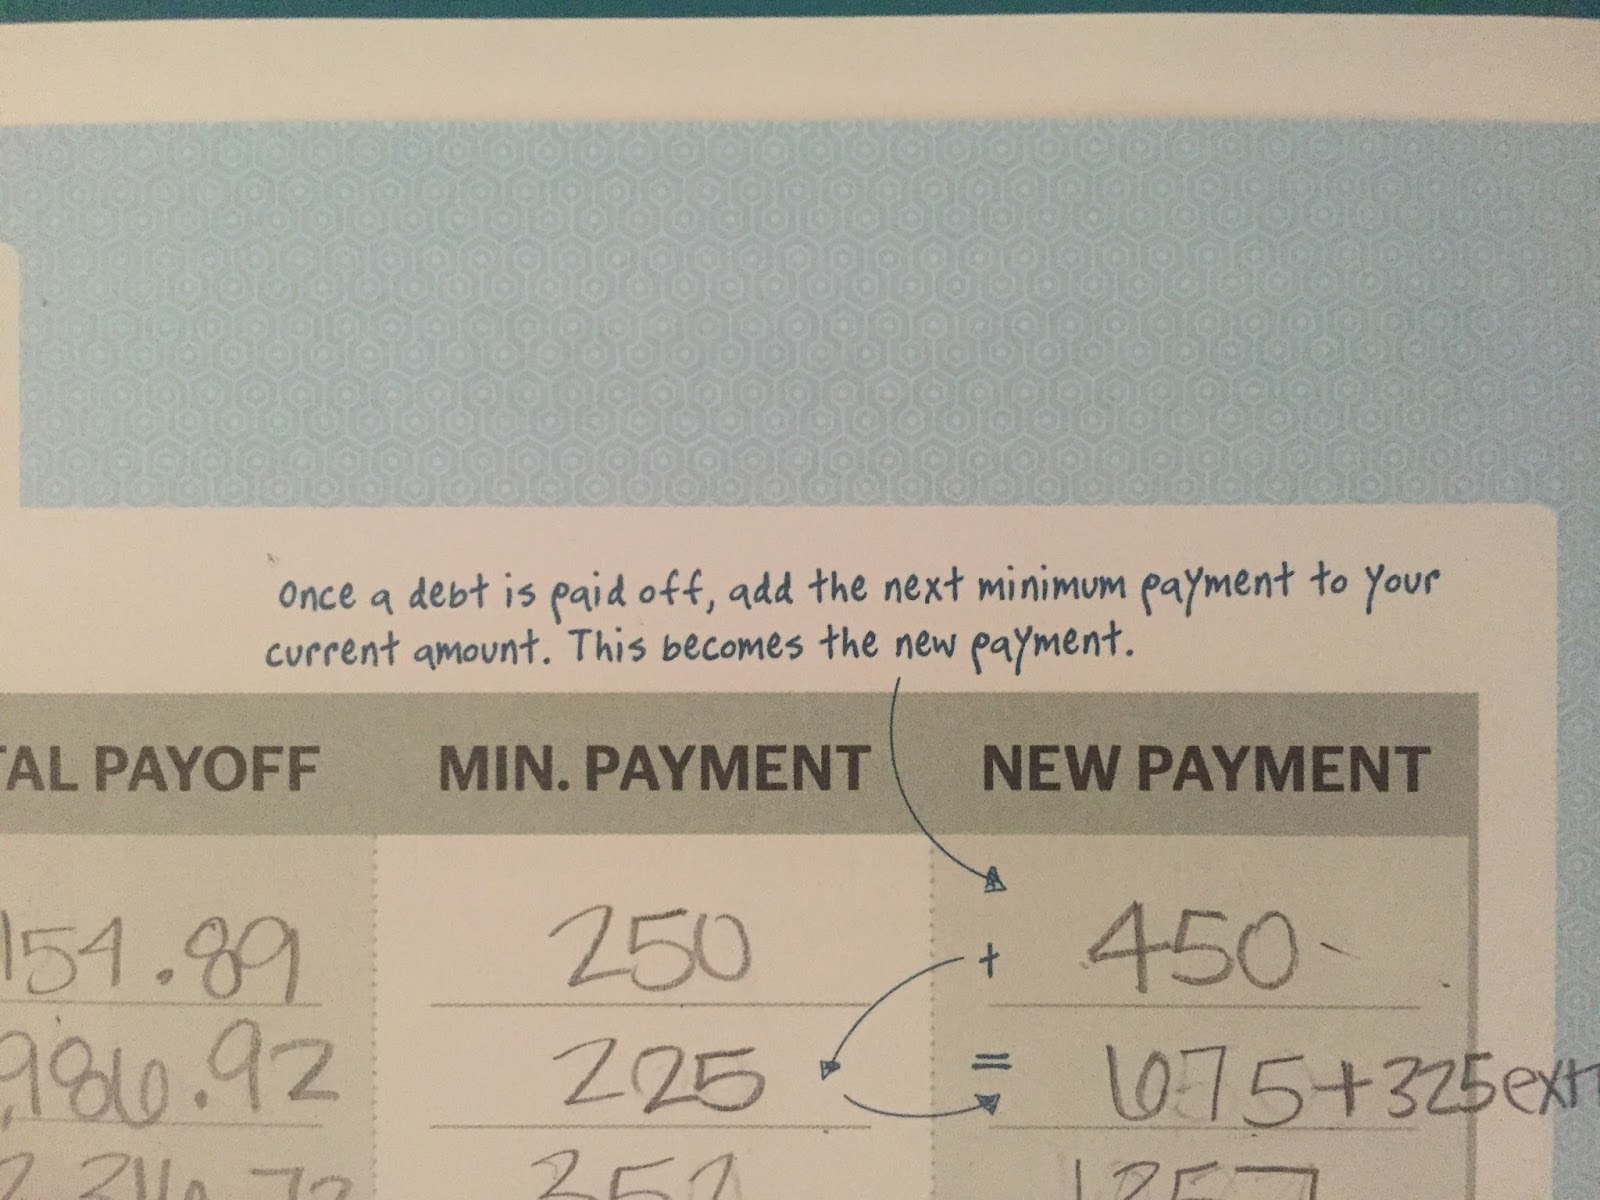 Once a debt is paid off, add the next minimum payment to your
current amount. This becomes the new payment.
TAL PAYOFF MIN. PAYMENT NEW PAYMENT
154.89 250 + 450
986.92 225 = 675+325 ext